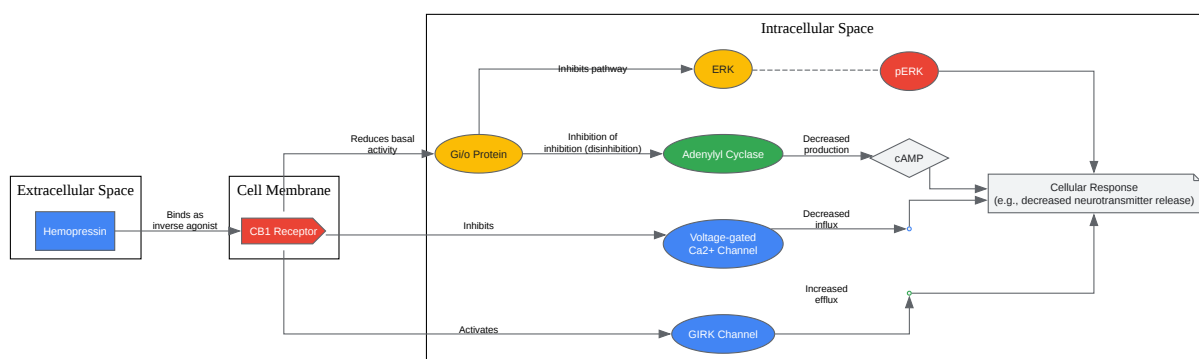 Intracellular Space
Inhibits pathway
ERK
pERK
Reduces basal
activity
Gi/o Protein
Inhibition of
inhibition (disinhibition)
Adenylyl Cyclase
Decreased
production
cAMP
Extracellular Space
Hemopressin
Binds as
inverse agonist
Cell Membrane
CB1 Receptor
Inhibits
Voltage-gated
Ca2+ Channel
Decreased
influx
Cellular Response
(e.g., decreased neurotransmitter release)
Activates
GIRK Channel
Increased
efflux